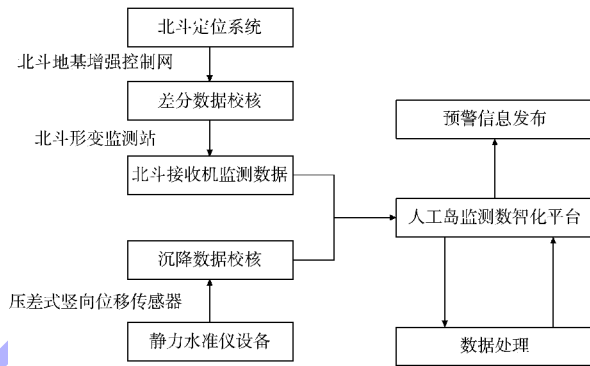 北斗定位系统
北斗地基增强控制网
差分数据校核
北斗形变监测站
北斗接收机监测数据
沉降数据校核
压差式竖向位移传感器
静力水准仪设备
预警信息发布
人工岛监测数智化平台
数据处理